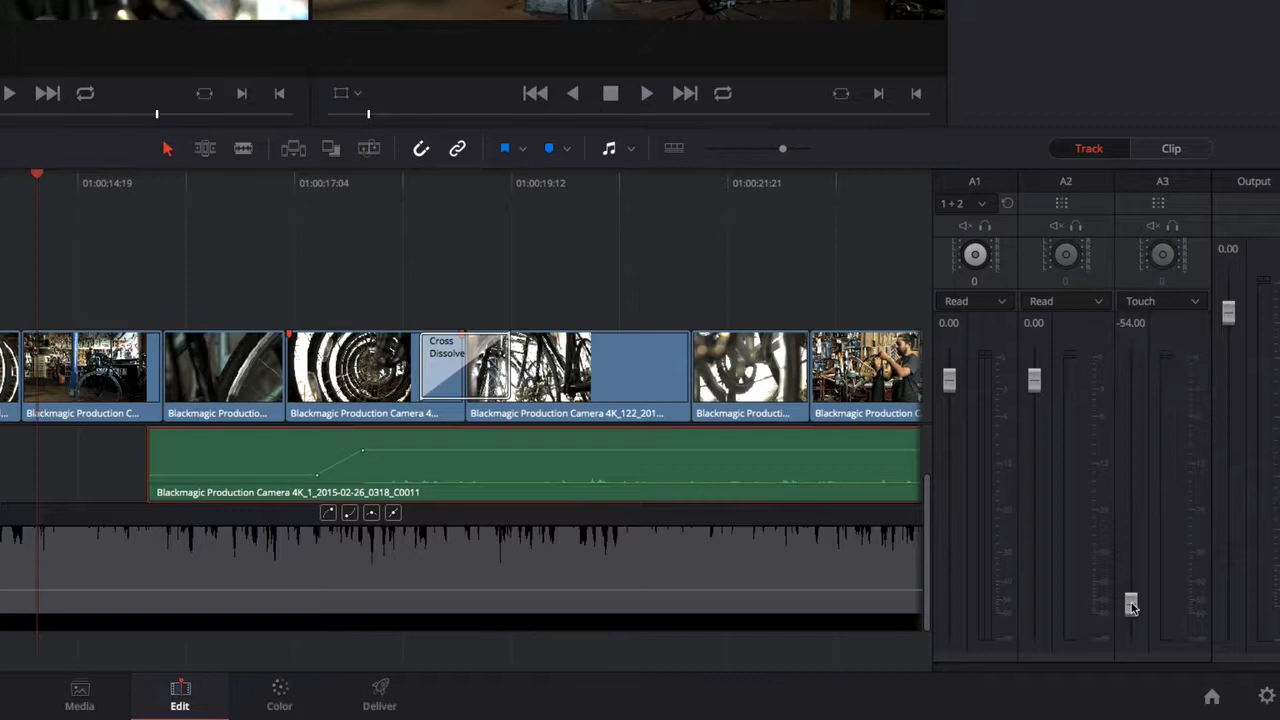 Track Clip
01:00:14:19 01:00:17:04 01:00:19:12 01:00:21:21
A1 A2 A3 Output
1 + 2
0.00
0 0 0
Read Read Touch
0.00 0.00 -54.00
Cross
Dissolve
Blackmagic Production C... Blackmagic Productio... Blackmagic Production Camera 4... Blackmagic Production Camera 4K_122_201... Blackmagic Producti... Blackmagic Production
Blackmagic Production Camera 4K_1_2015-02-26_0318_C0011
Media Edit Color Deliver